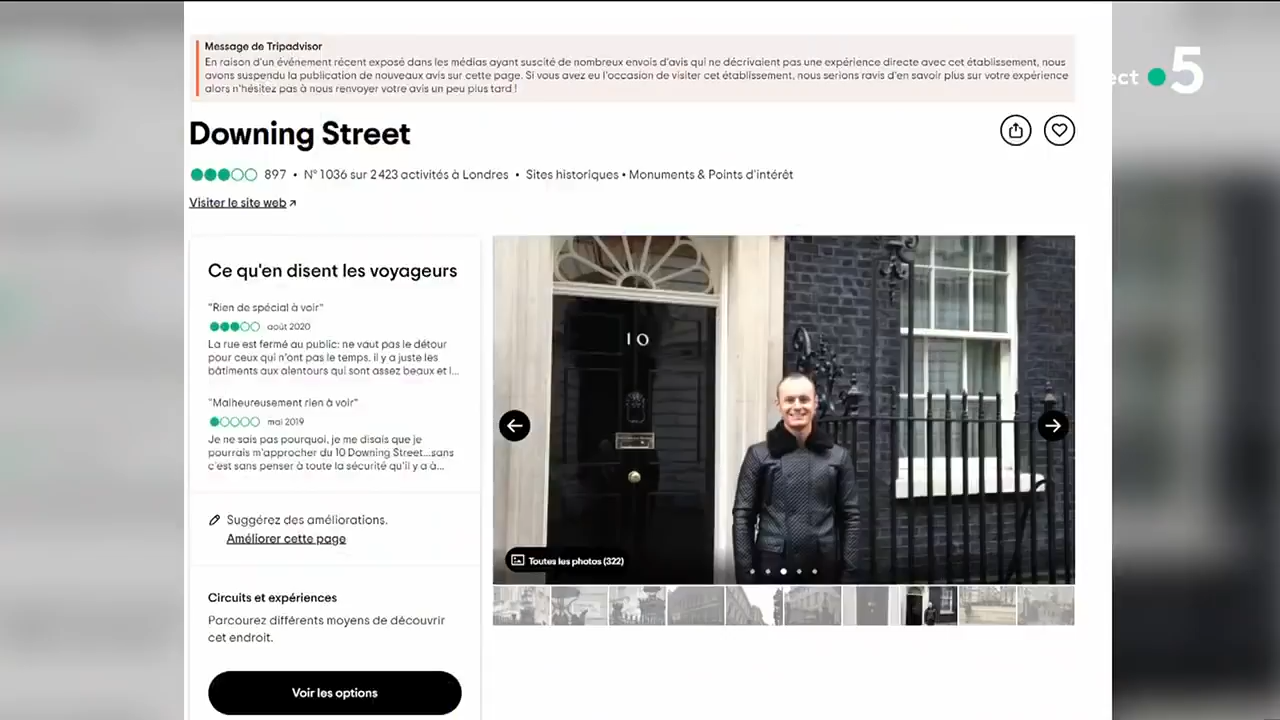 Message de Tripadvisor
En raison d'un événement récent exposé dans les médias ayant suscité de nombreux envois d'avis qui ne décrivaient pas une expérience directe avec cet établissement, nous
avons suspendu la publication de nouveaux avis sur cette page. Si vous avez eu l'occasion de visiter cet établissement, nous serions ravis d'en savoir plus sur votre expérience
alors n'hésitez pas à nous renvoyer votre avis un peu plus tard !
ect 5
Downing Street
897 • N° 1036 sur 2 423 activités à Londres • Sites historiques • Monuments & Points d'intérêt
Visiter le site web
Ce qu'en disent les voyageurs
"Rien de spécial à voir"
août 2020
La rue est fermé au public: ne vaut pas le détour
pour ceux qui n'ont pas le temps. il y a juste les
bâtiments aux alentours qui sont assez beaux et l...
"Malheureusement rien à voir"
mai 2019
Je ne sais pas pourquoi, je me disais que je
pourrais m'approcher du 10 Downing Street...sans
c'est sans penser à toute la sécurité qu'il y a à...
Suggérez des améliorations.
Améliorer cette page
Circuits et expériences
Parcourez différents moyens de découvrir
cet endroit.
Voir les options
10
Toutes les photos (322)